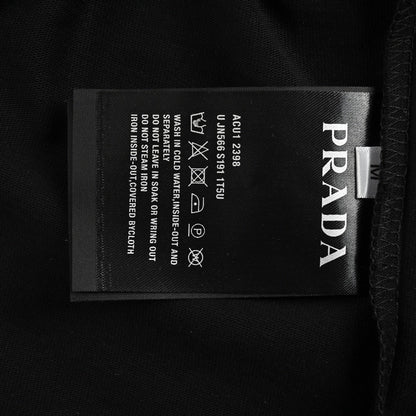 PRADA
M
ACU1 2398
U JN566 S191 1T5U
WASH IN COLD WATER,INSIDE-OUT AND
SEPARATELY
DO NOT LEAVE IN SOAK OR WRING OUT
DO NOT STEAM IRON
IRON INSIDE-OUT,COVERED BYCLOTH